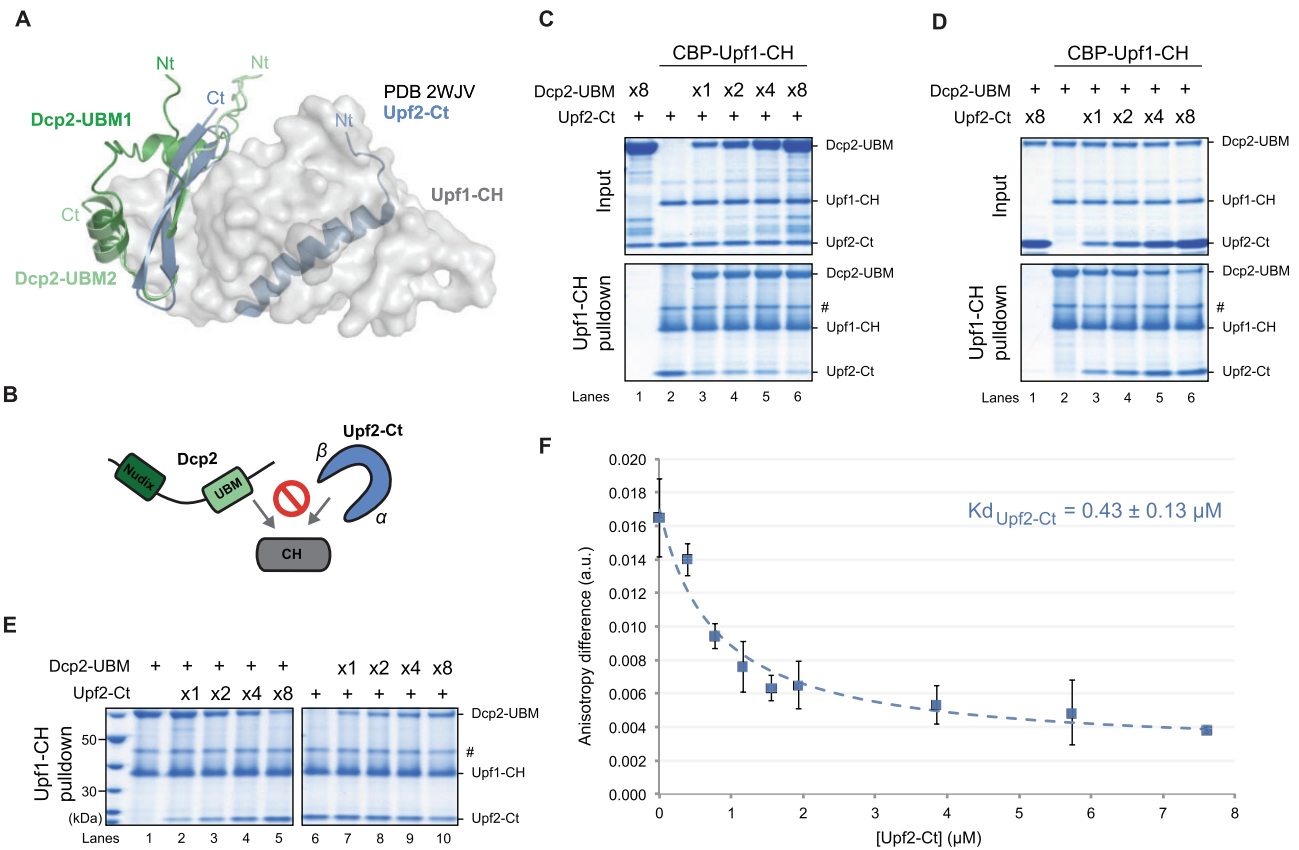 A
Nt
Nt
Ct
Dcp2-UBM1
PDB 2WJV
Upf2-Ct
Nt
Upf1-CH
Ct
Dcp2-UBM2
B
Dcp2
Upf2-Ct
Nudix
UBM
β
α
CH
C
CBP-Upf1-CH
Dcp2-UBM x8 x1 x2 x4 x8
Upf2-Ct + + + + + +
Input
Dcp2-UBM
Upf1-CH
Upf2-Ct
Upf1-CH
pulldown
Dcp2-UBM
#
Upf1-CH
Upf2-Ct
Lanes 1 2 3 4 5 6
D
CBP-Upf1-CH
Dcp2-UBM + + + + + +
Upf2-Ct x8 x1 x2 x4 x8
Input
Dcp2-UBM
Upf1-CH
Upf2-Ct
Upf1-CH
pulldown
Dcp2-UBM
#
Upf1-CH
Upf2-Ct
Lanes 1 2 3 4 5 6
E
Dcp2-UBM + + + + + x1 x2 x4 x8
Upf2-Ct x1 x2 x4 x8 + + + + +
Upf1-CH
pulldown
50
30
(kDa)
Dcp2-UBM
#
Upf1-CH
Upf2-Ct
Lanes 1 2 3 4 5 6 7 8 9 10
F
Kd Upf2-Ct = 0.43 ± 0.13 µM
Anisotropy difference (a.u.)
0.020
0.018
0.016
0.014
0.012
0.010
0.008
0.006
0.004
0.002
0.000
0 1 2 3 4 5 6 7 8
[Upf2-Ct] (µM)